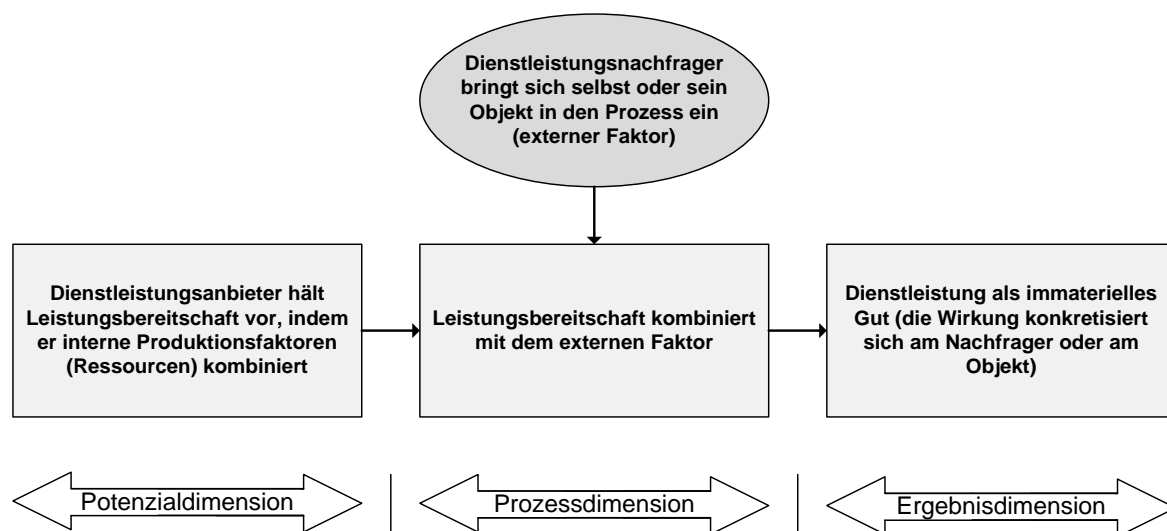 Dienstleistungsnachfrager
bringt sich selbst oder sein
Objekt in den Prozess ein
(externer Faktor)
Dienstleistungsanbieter hält
Leistungsbereitschaft vor, indem
er interne Produktionsfaktoren
(Ressourcen) kombiniert
Leistungsbereitschaft kombiniert
mit dem externen Faktor
Dienstleistung als immaterielles
Gut (die Wirkung konkretisiert
sich am Nachfrager oder am
Objekt)
Potenzialdimension
Prozessdimension
Ergebnisdimension